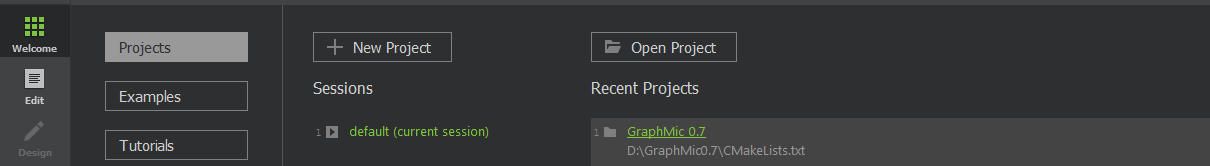 Welcome
Edit
Design
Projects
Examples
Tutorials
New Project
Sessions
1 default (current session)
Open Project
Recent Projects
1 GraphMic 0.7
D:\GraphMic0.7\CMakeLists.txt